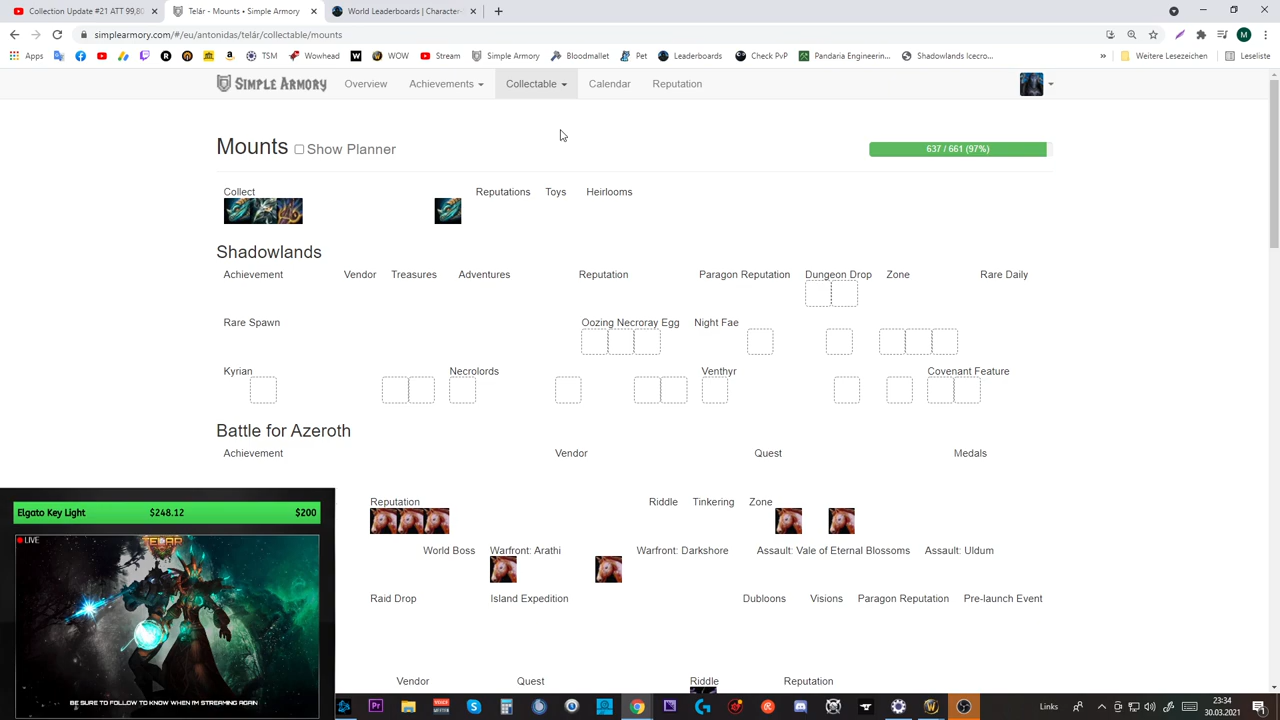 Collection Update #21 ATT 99,80
Telár - Mounts • Simple Armory
World Leaderboards | Character
simplearmory.com/#/eu/antonidas/telár/collectable/mounts
M
Apps TSM Wowhead WOW Stream Simple Armory Bloodmallet Pet Leaderboards Check PvP Pandaria Engineerin... Shadowlands Icecro... » Weitere Lesezeichen Leseliste
SIMPLE ARMORY Overview Achievements Collectable Calendar Reputation
Mounts Show Planner
637 / 661 (97%)
Collect Reputations Toys Heirlooms
Shadowlands
Achievement Vendor Treasures Adventures Reputation Paragon Reputation Dungeon Drop Zone Rare Daily
Rare Spawn Oozing Necroray Egg Night Fae
Kyrian Necrolords Venthyr Covenant Feature
Battle for Azeroth
Achievement Vendor Quest Medals
Reputation Riddle Tinkering Zone
World Boss Warfront: Arathi Warfront: Darkshore Assault: Vale of Eternal Blossoms Assault: Uldum
Raid Drop Island Expedition Dubloons Visions Paragon Reputation Pre-launch Event
Vendor Quest Riddle Reputation
Elgato Key Light $248.12 $200
LIVE
TELAR
BE SURE TO FOLLOW TO KNOW WHEN I'M STREAMING AGAIN
Links
23:34
30.03.2021